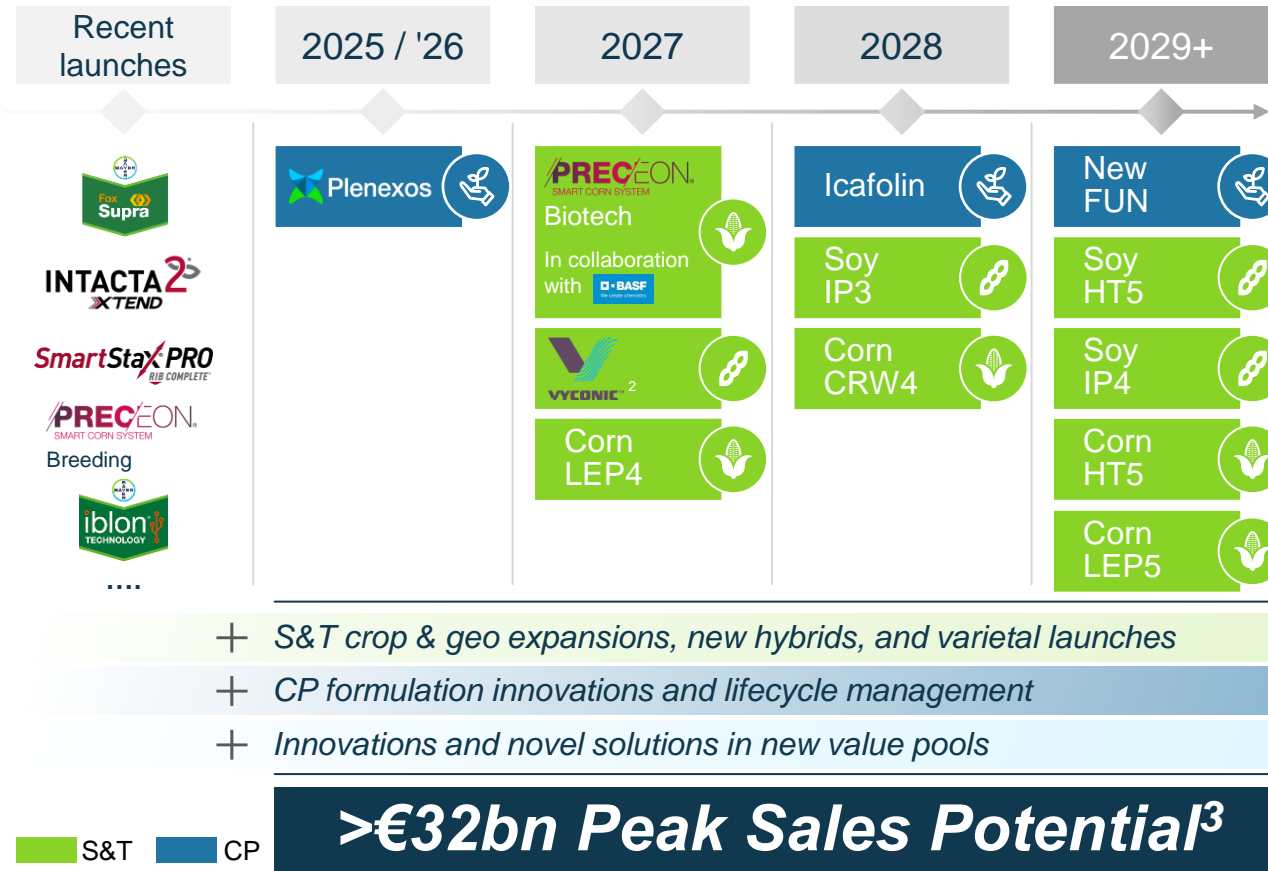 Recent
launches
2025 / '26
2027
2028
2029+
BAYER
Fox
Supra
INTACTA 2
XTEND
SmartStax PRO
RIB COMPLETE
PRECEON.
SMART CORN SYSTEM
Breeding
BAYER
iblon
TECHNOLOGY
....
Plenexos
PRECEON.
SMART CORN SYSTEM
Biotech
In collaboration
with BASF
We create chemistry
VYCONIC™ 2
Corn
LEP4
Icafolin
Soy
IP3
Corn
CRW4
New
FUN
Soy
HT5
Soy
IP4
Corn
HT5
Corn
LEP5
+ S&T crop & geo expansions, new hybrids, and varietal launches
+ CP formulation innovations and lifecycle management
+ Innovations and novel solutions in new value pools
>€32bn Peak Sales Potential³
S&T CP